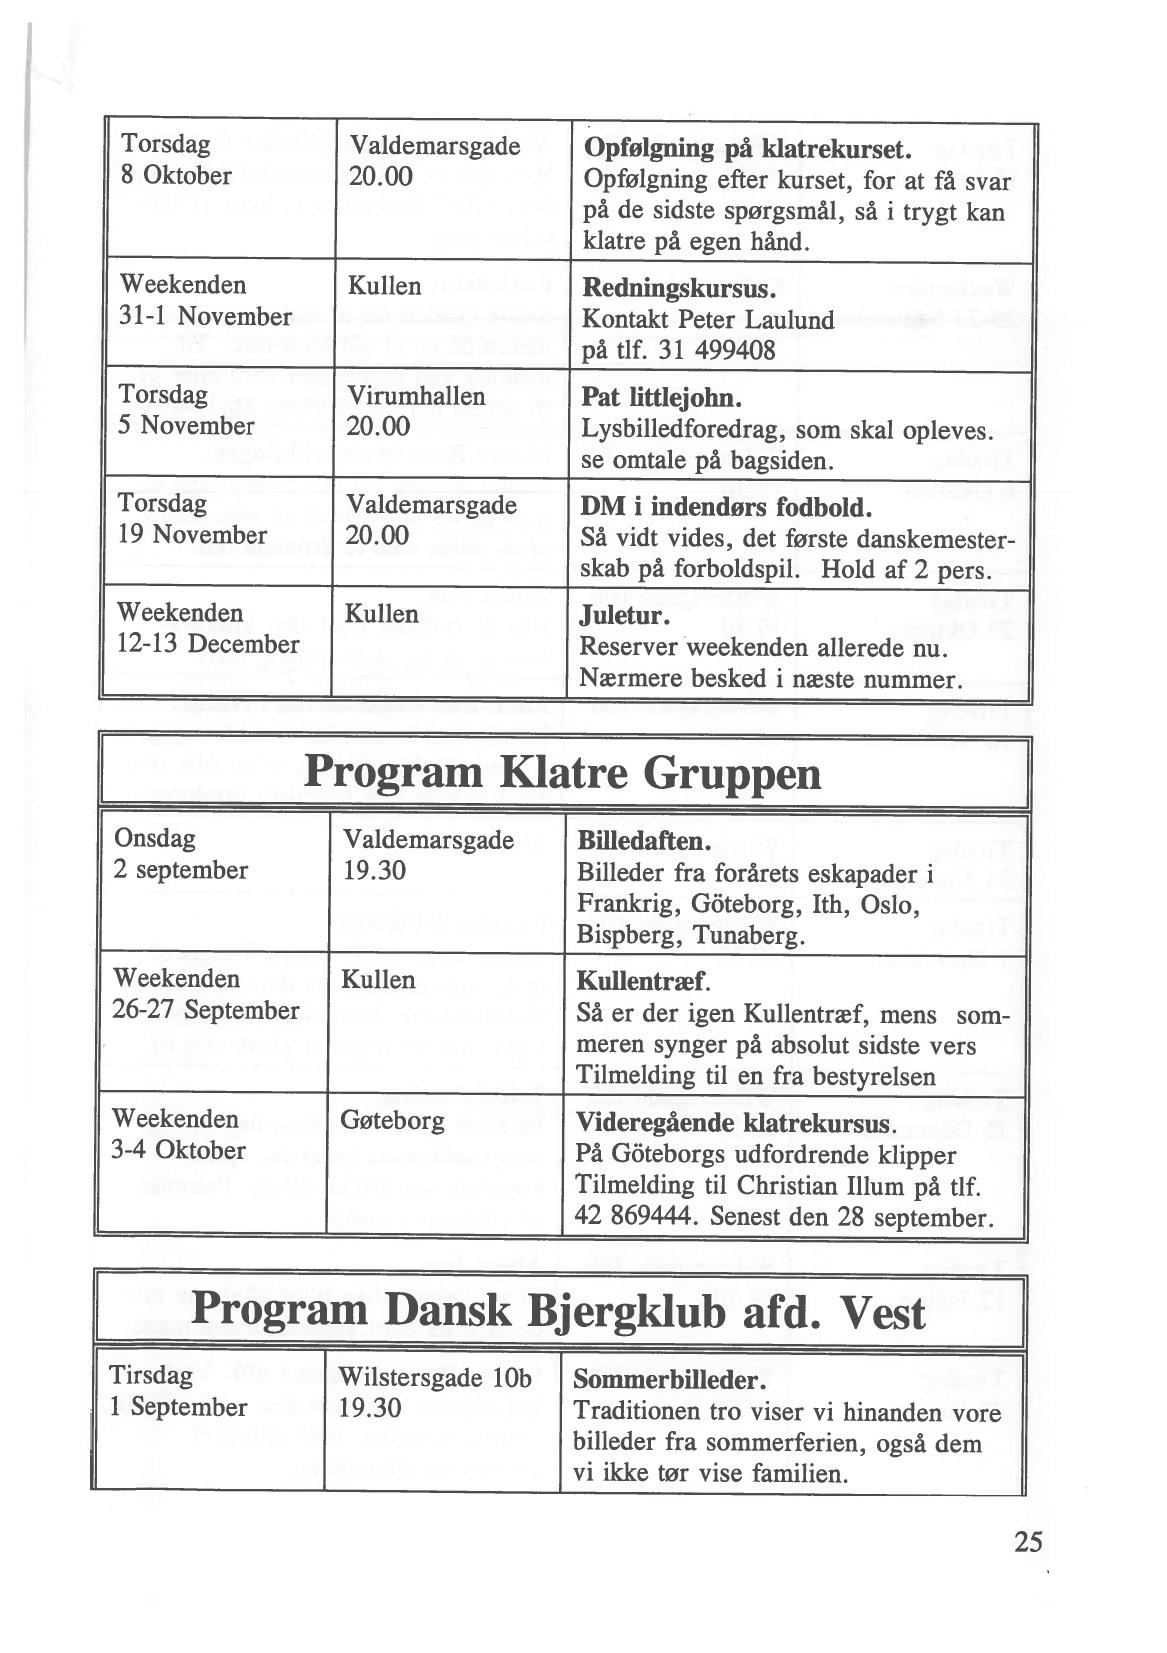 Torsdag
8 Oktober
Valdemarsgade
20.00
Opfølgning på klatrekurset.
Opfølgning efter kurset, for at få svar
på de sidste spørgsmål, så i trygt kan
klatre på egen hånd.
Weekenden
31-1 November
Kullen
Redningskursus.
Kontakt Peter Laulund
på tlf. 31 499408
Torsdag
5 November
Virumhallen
20.00
Pat littlejohn.
Lysbilledforedrag, som skal opleves.
se omtale på bagsiden.
Torsdag
19 November
Valdemarsgade
20.00
DM i indendørs fodbold.
Så vidt vides, det første danskemester-
skab på forboldspil. Hold af 2 pers.
Weekenden
12-13 December
Kullen
Juletur.
Reserver weekenden allerede nu.
Nærmere besked i næste nummer.
Program Klatre Gruppen
Onsdag
2 september
Valdemarsgade
19.30
Billedaften.
Billeder fra forårets eskapader i
Frankrig, Göteborg, Ith, Oslo,
Bispberg, Tunaberg.
Weekenden
26-27 September
Kullen
Kullentræf.
Så er der igen Kullentræf, mens som-
meren synger på absolut sidste vers
Tilmelding til en fra bestyrelsen
Weekenden
3-4 Oktober
Gøteborg
Videregående klatrekursus.
På Göteborgs udfordrende klipper
Tilmelding til Christian Illum på tlf.
42 869444. Senest den 28 september.
Program Dansk Bjergklub afd. Vest
Tirsdag
1 September
Wilstersgade 10b
19.30
Sommerbilleder.
Traditionen tro viser vi hinanden vore
billeder fra sommerferien, også dem
vi ikke tør vise familien.
25